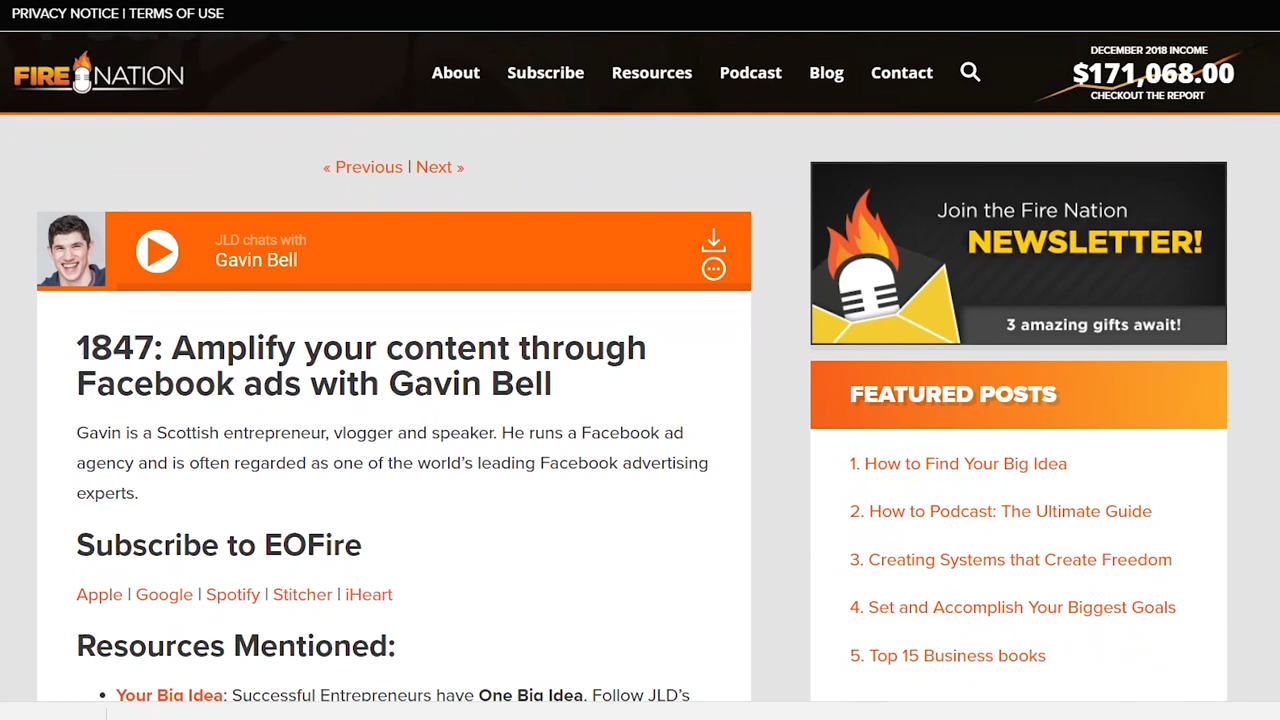 PRIVACY NOTICE | TERMS OF USE
FIRE NATION
About Subscribe Resources Podcast Blog Contact
DECEMBER 2018 INCOME
$171,068.00
CHECKOUT THE REPORT
« Previous | Next »
JLD chats with
Gavin Bell
1847: Amplify your content through
Facebook ads with Gavin Bell
Gavin is a Scottish entrepreneur, vlogger and speaker. He runs a Facebook ad
agency and is often regarded as one of the world’s leading Facebook advertising
experts.
Subscribe to EOFire
Apple | Google | Spotify | Stitcher | iHeart
Resources Mentioned:
• Your Big Idea: Successful Entrepreneurs have One Big Idea. Follow JLD’s
Join the Fire Nation
NEWSLETTER!
3 amazing gifts await!
FEATURED POSTS
1. How to Find Your Big Idea
2. How to Podcast: The Ultimate Guide
3. Creating Systems that Create Freedom
4. Set and Accomplish Your Biggest Goals
5. Top 15 Business books